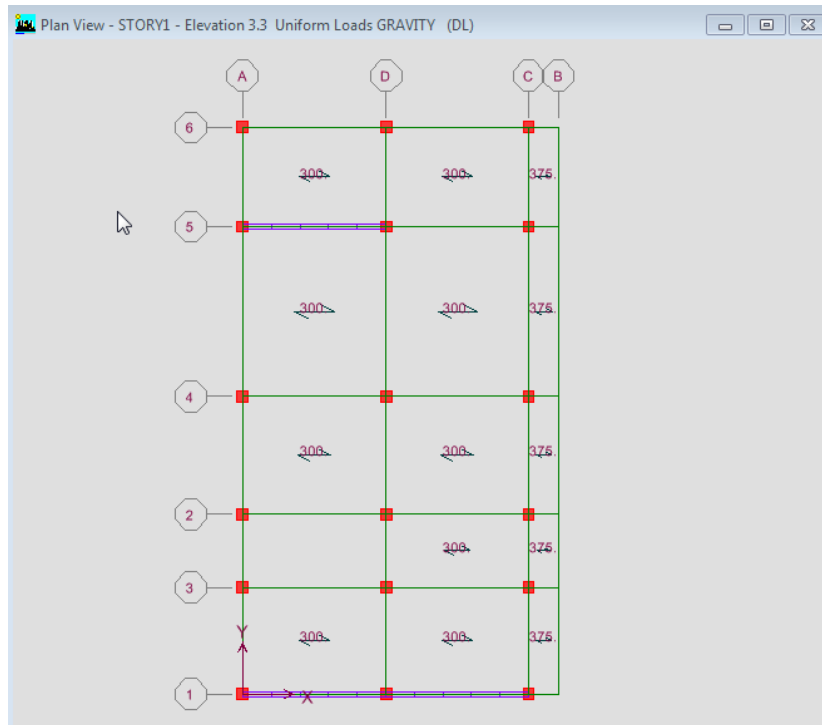 Plan View - STORY1 - Elevation 3.3 Uniform Loads GRAVITY (DL)
A D C B
6
300. 300. 375.
5
300. 300. 375.
4
300. 300. 375.
2
300. 375.
3
Y 300. 300. 375.
1 X